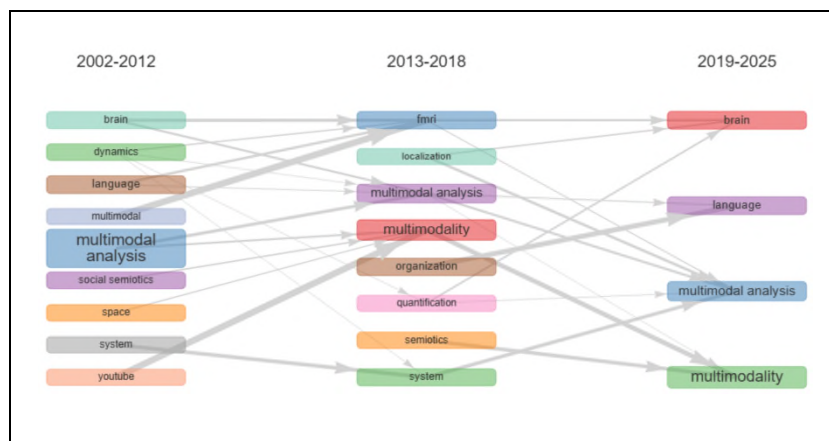 2002-2012
2013-2018
2019-2025
brain
dynamics
language
multimodal
multimodal
analysis
social semiotics
space
system
youtube
fmri
localization
multimodal analysis
multimodality
organization
quantification
semiotics
system
brain
language
multimodal analysis
multimodality